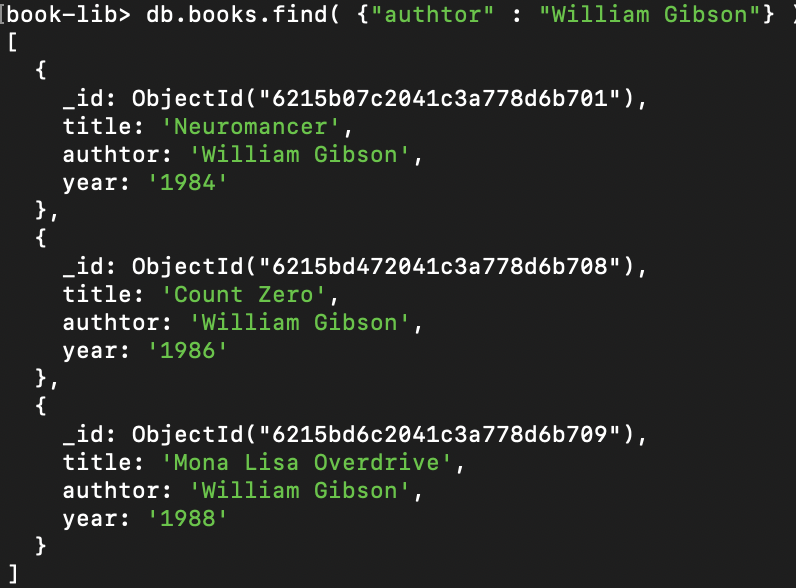 [book-lib> db.books.find( {"authtor" : "William Gibson"} )
[
  {
    _id: ObjectId("6215b07c2041c3a778d6b701"),
    title: 'Neuromancer',
    authtor: 'William Gibson',
    year: '1984'
  },
  {
    _id: ObjectId("6215bd472041c3a778d6b708"),
    title: 'Count Zero',
    authtor: 'William Gibson',
    year: '1986'
  },
  {
    _id: ObjectId("6215bd6c2041c3a778d6b709"),
    title: 'Mona Lisa Overdrive',
    authtor: 'William Gibson',
    year: '1988'
  }
]